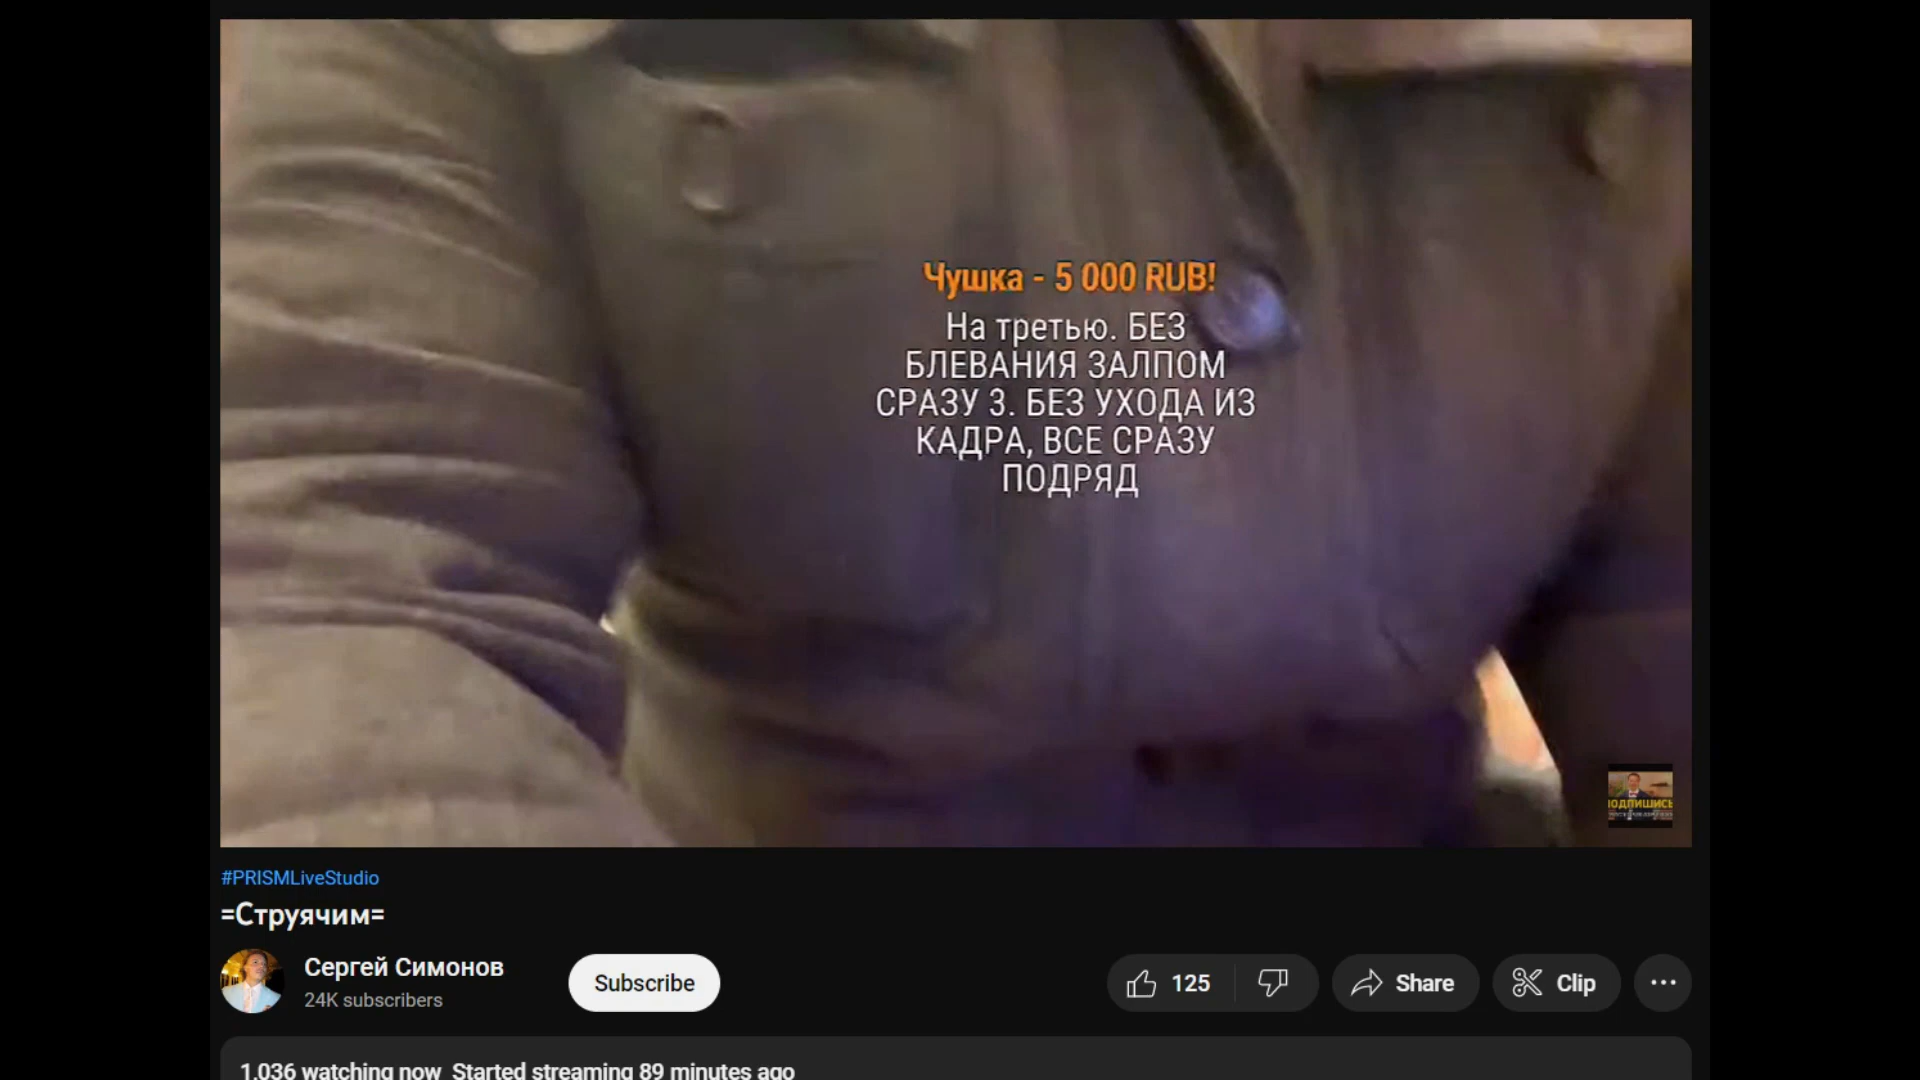 Чушка - 5 000 RUB!
На третью. БЕЗ
БЛЕВАНИЯ ЗАЛПОМ
СРАЗУ 3. БЕЗ УХОДА ИЗ
КАДРА, ВСЕ СРАЗУ
ПОДРЯД
ПОДПИШИСЬ
#PRISMLiveStudio
=Струячим=
Сергей Симонов
24K subscribers
Subscribe
125
Share
Clip
1,036 watching now Started streaming 89 minutes ago